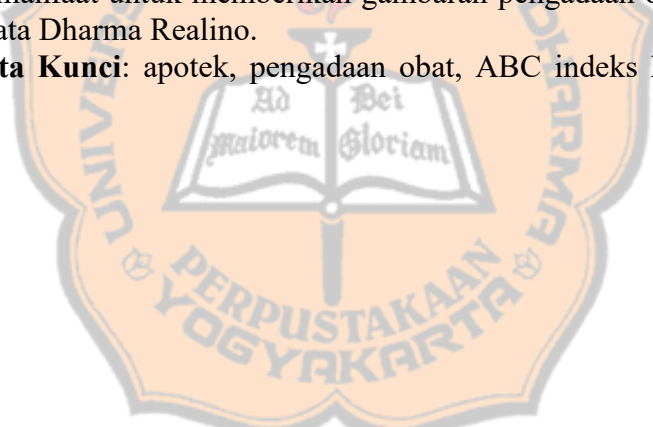 untuk memberikan gambaran pengadaan
ata Dharma Realino.
ta Kunci: apotek, pengadaan obat, ABC indeks
Ad Dei
Maiorem Gloriam
DHARMA
PERPUSTAKAAN
YOGYAKARTA